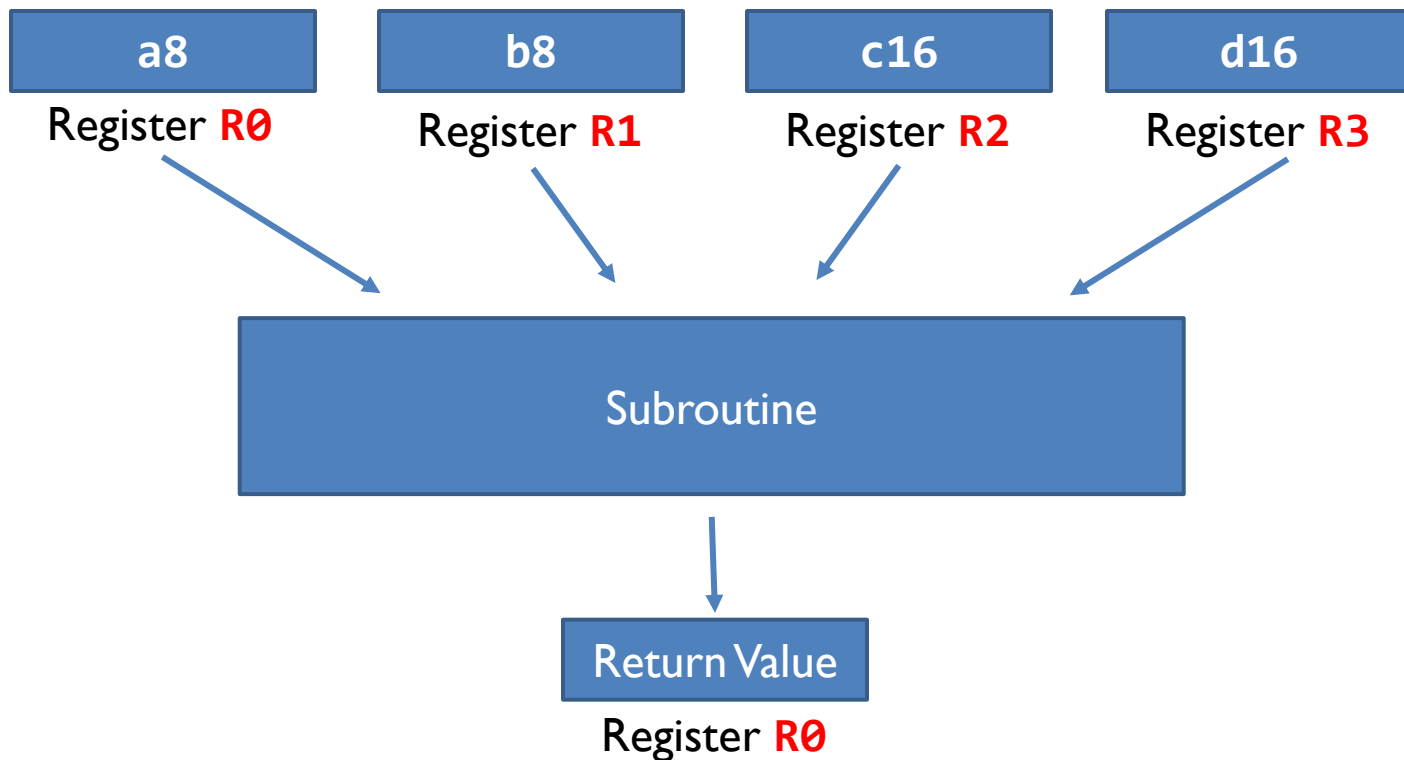 a8
b8
c16
d16
Register R0
Register R1
Register R2
Register R3
Subroutine
Return Value
Register R0